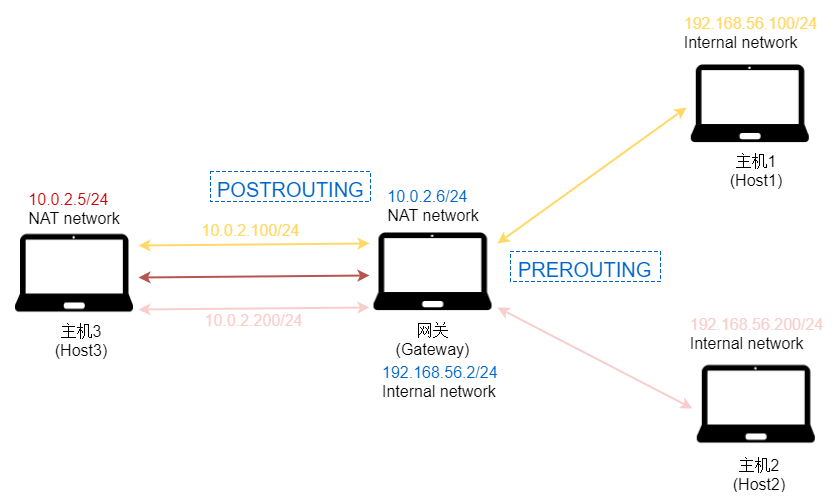 192.168.56.100/24
Internal network
主机1
(Host1)
POSTROUTING
10.0.2.5/24
NAT network
10.0.2.6/24
NAT network
10.0.2.100/24
PREROUTING
10.0.2.200/24
主机3
(Host3)
网关
(Gateway)
192.168.56.2/24
Internal network
192.168.56.200/24
Internal network
主机2
(Host2)